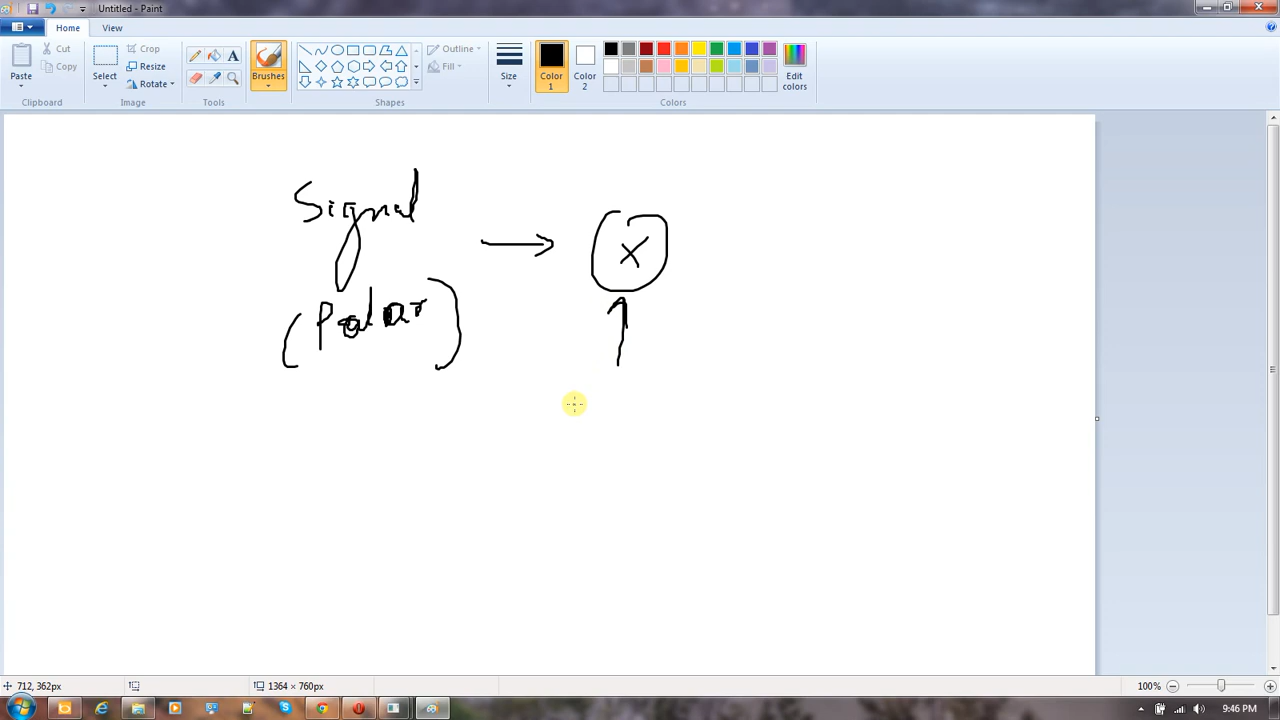 Untitled - Paint
Home View
Cut
Copy
Paste
Clipboard
Select
Crop
Resize
Rotate
Image
Tools
Brushes
Outline
Fill
Shapes
Size
Color 1
Color 2
Edit colors
Colors
Signal
(Polar)
→ X
712, 362px
1364 × 760px
100%
9:46 PM